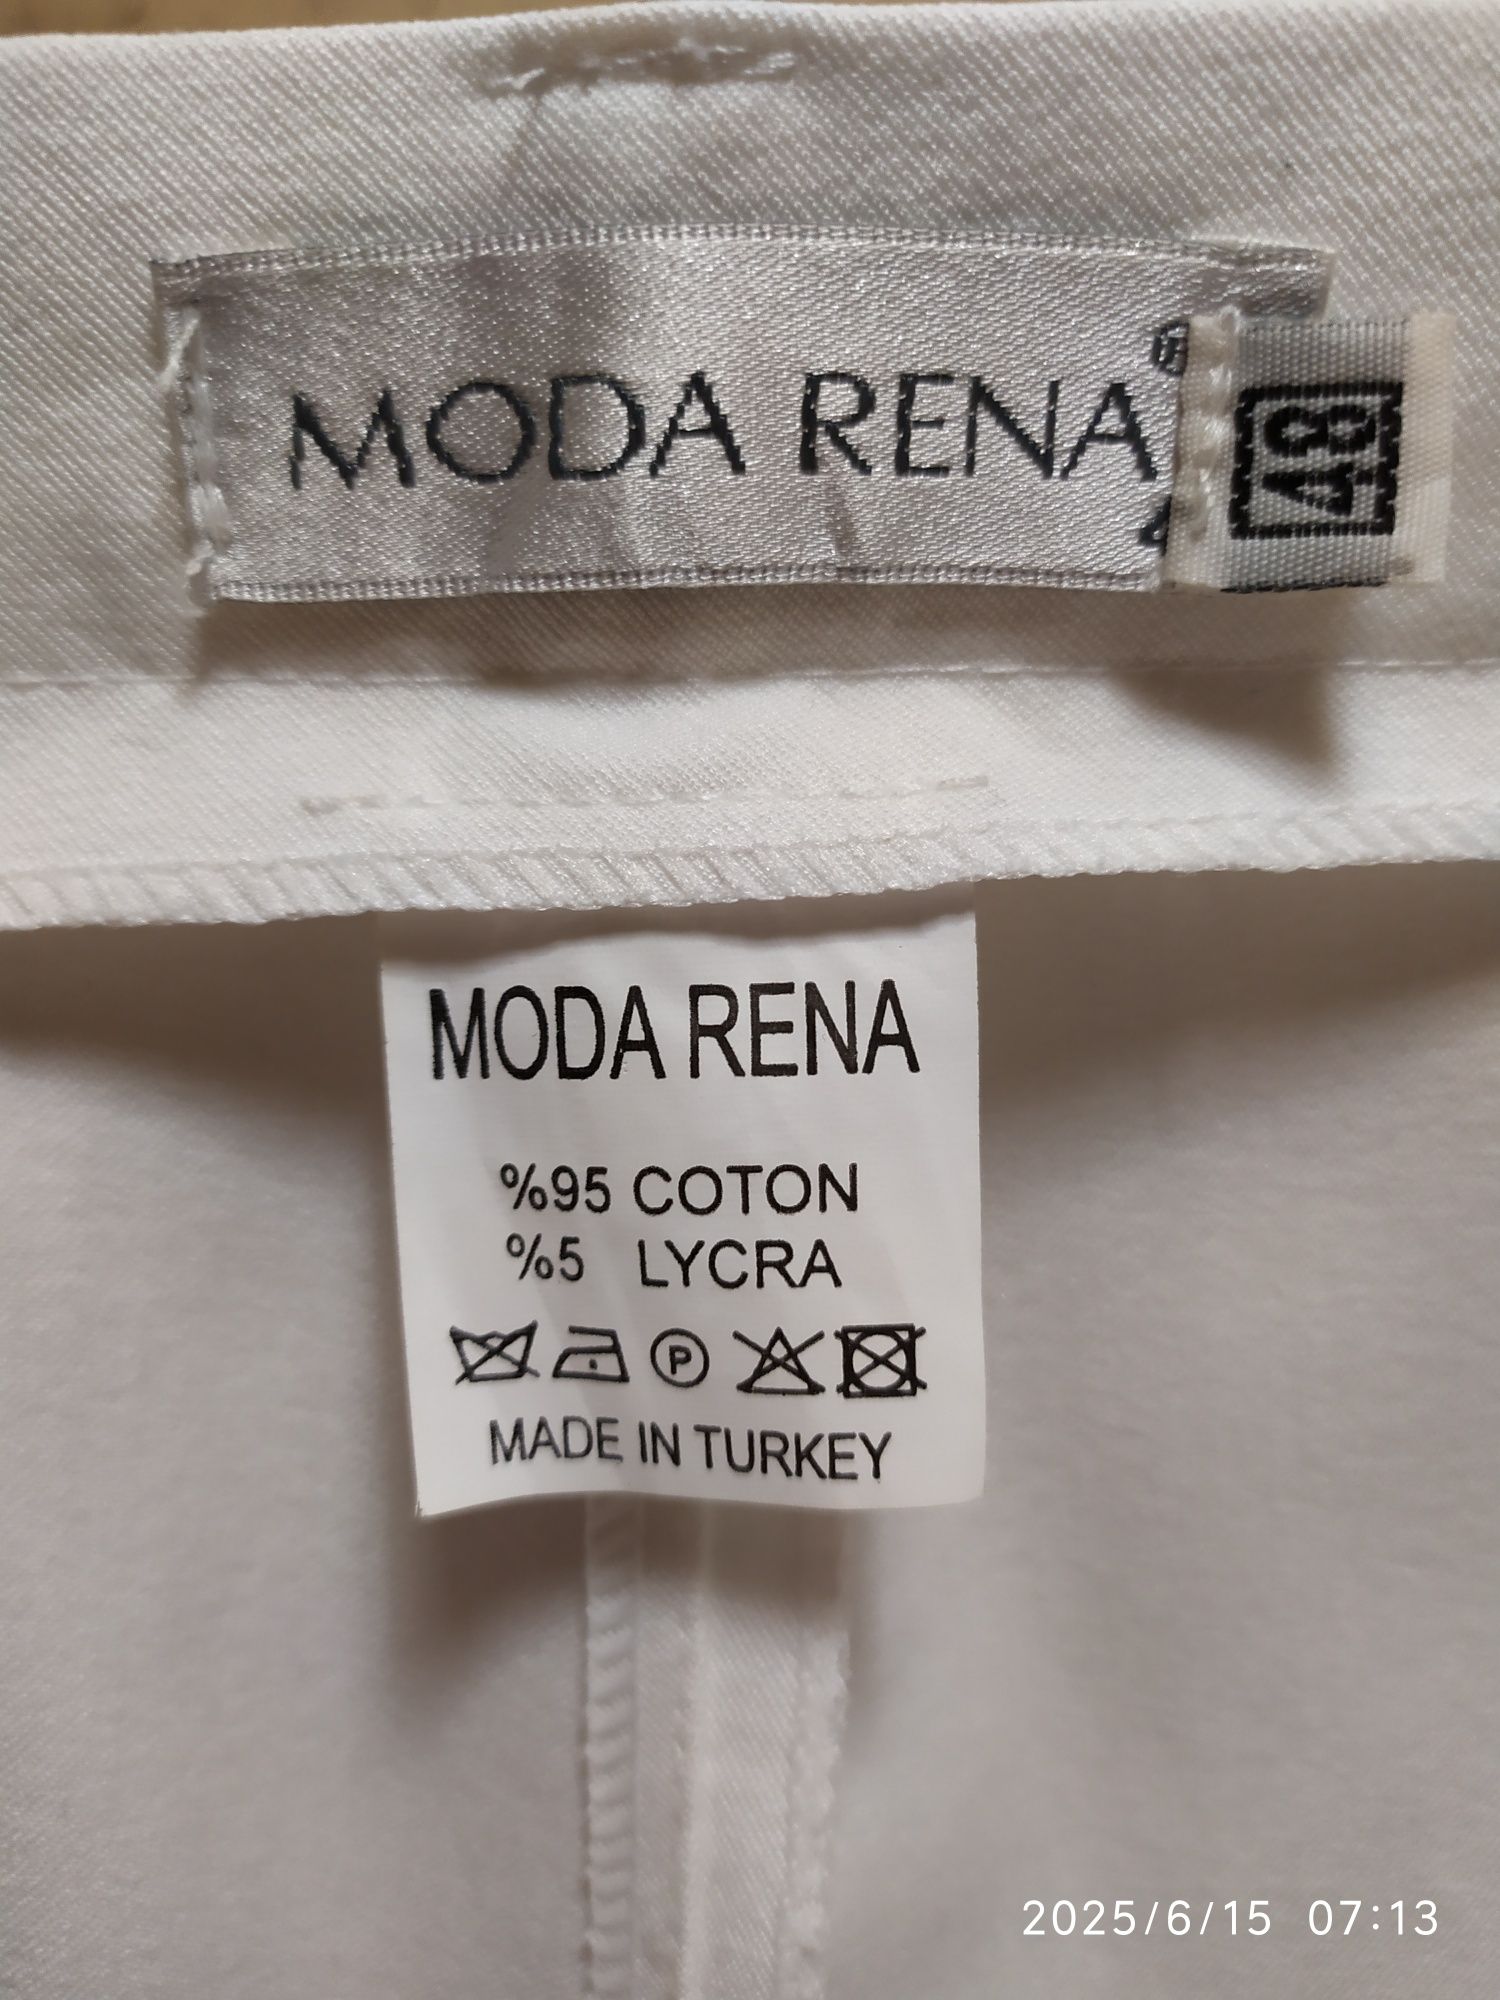 MODA RENA
48
MODA RENA
%95 COTON
%5 LYCRA
P
MADE IN TURKEY
2025/6/15 07:13